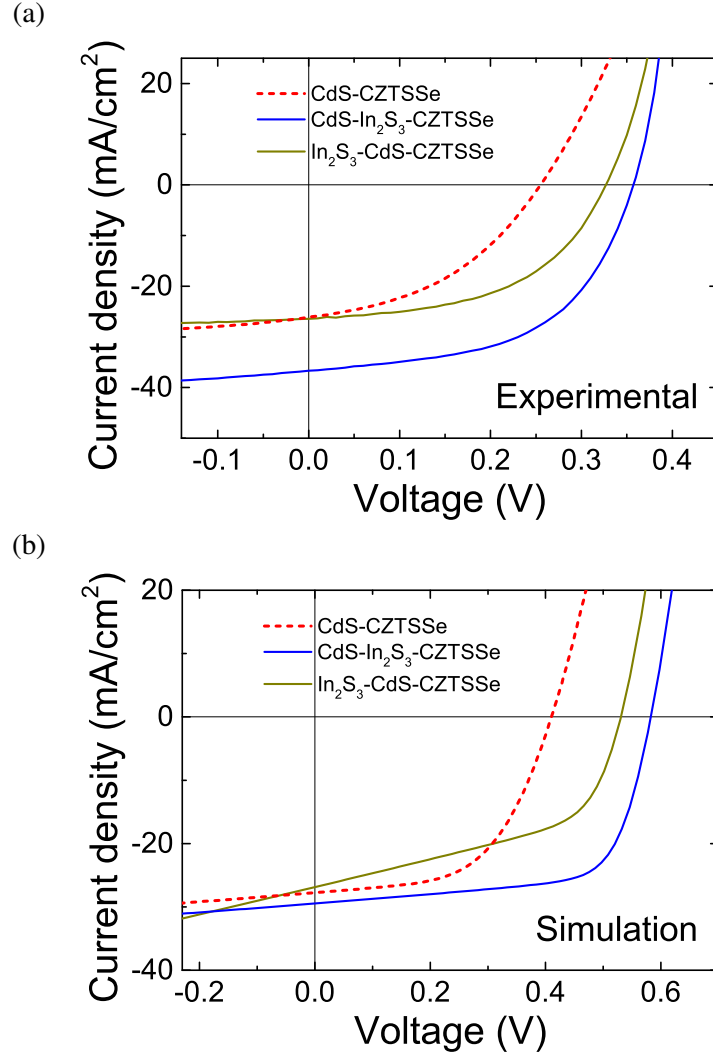 (a)
20
0
-20
-40
Current density (mA/cm²)
CdS-CZTSSe
CdS-In₂S₃-CZTSSe
In₂S₃-CdS-CZTSSe
Experimental
-0.1 0.0 0.1 0.2 0.3 0.4
Voltage (V)
(b)
20
0
-20
-40
Current density (mA/cm²)
CdS-CZTSSe
CdS-In₂S₃-CZTSSe
In₂S₃-CdS-CZTSSe
Simulation
-0.2 0.0 0.2 0.4 0.6
Voltage (V)